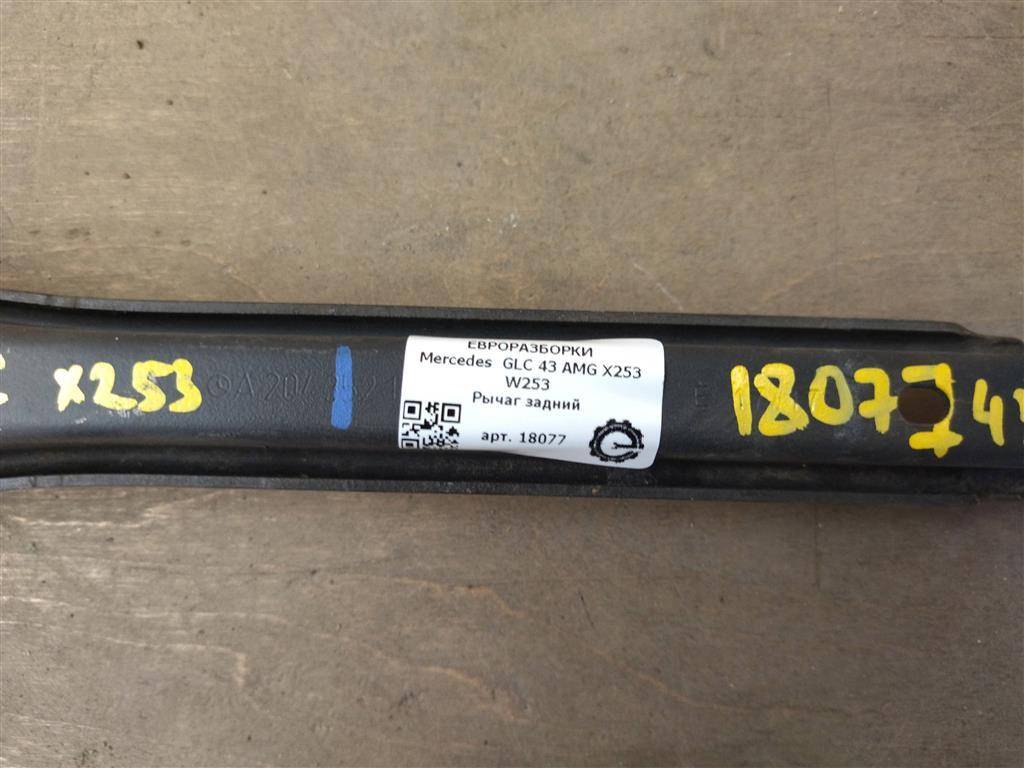 x253
ЕВРОРАЗБОРКИ
Mercedes GLC 43 AMG X253
W253
Рычаг задний
арт. 18077
18077